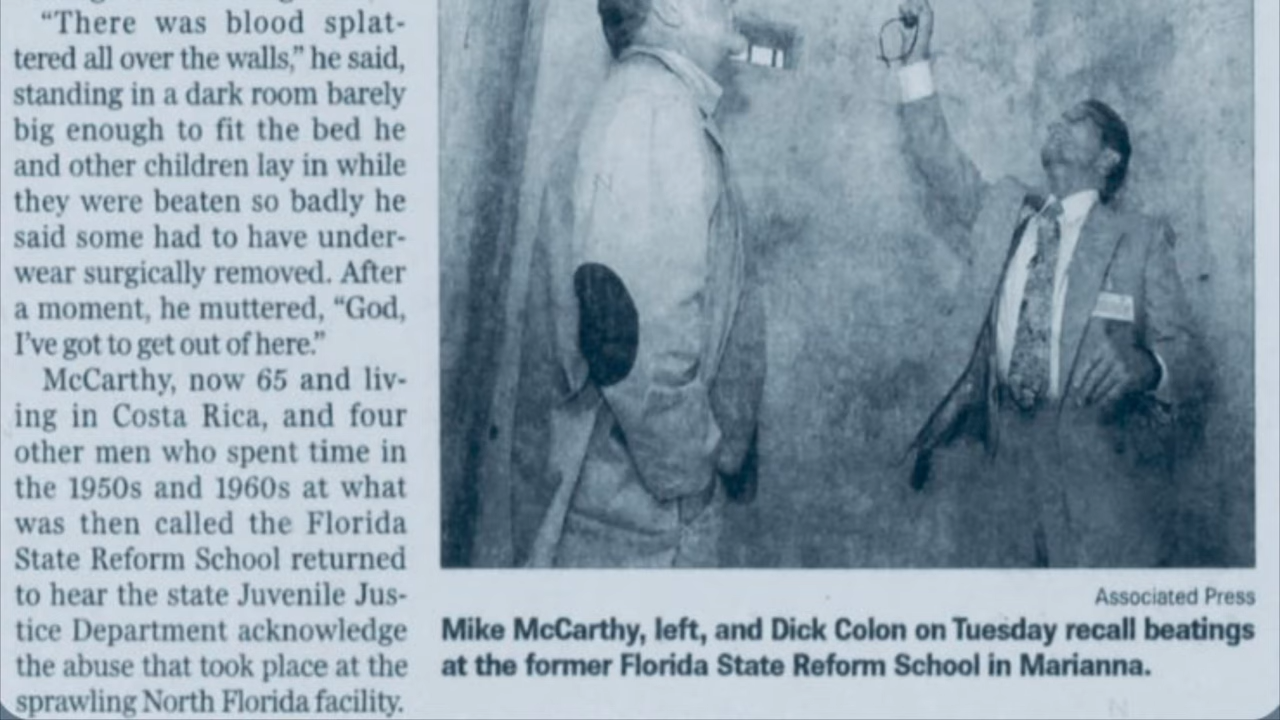 “There was blood splat-
tered all over the walls,” he said,
standing in a dark room barely
big enough to fit the bed he
and other children lay in while
they were beaten so badly he
said some had to have under-
wear surgically removed. After
a moment, he muttered, “God,
I’ve got to get out of here.”
McCarthy, now 65 and liv-
ing in Costa Rica, and four
other men who spent time in
the 1950s and 1960s at what
was then called the Florida
State Reform School returned
to hear the state Juvenile Jus-
tice Department acknowledge
the abuse that took place at the
sprawling North Florida facility.
Associated Press
Mike McCarthy, left, and Dick Colon on Tuesday recall beatings
at the former Florida State Reform School in Marianna.